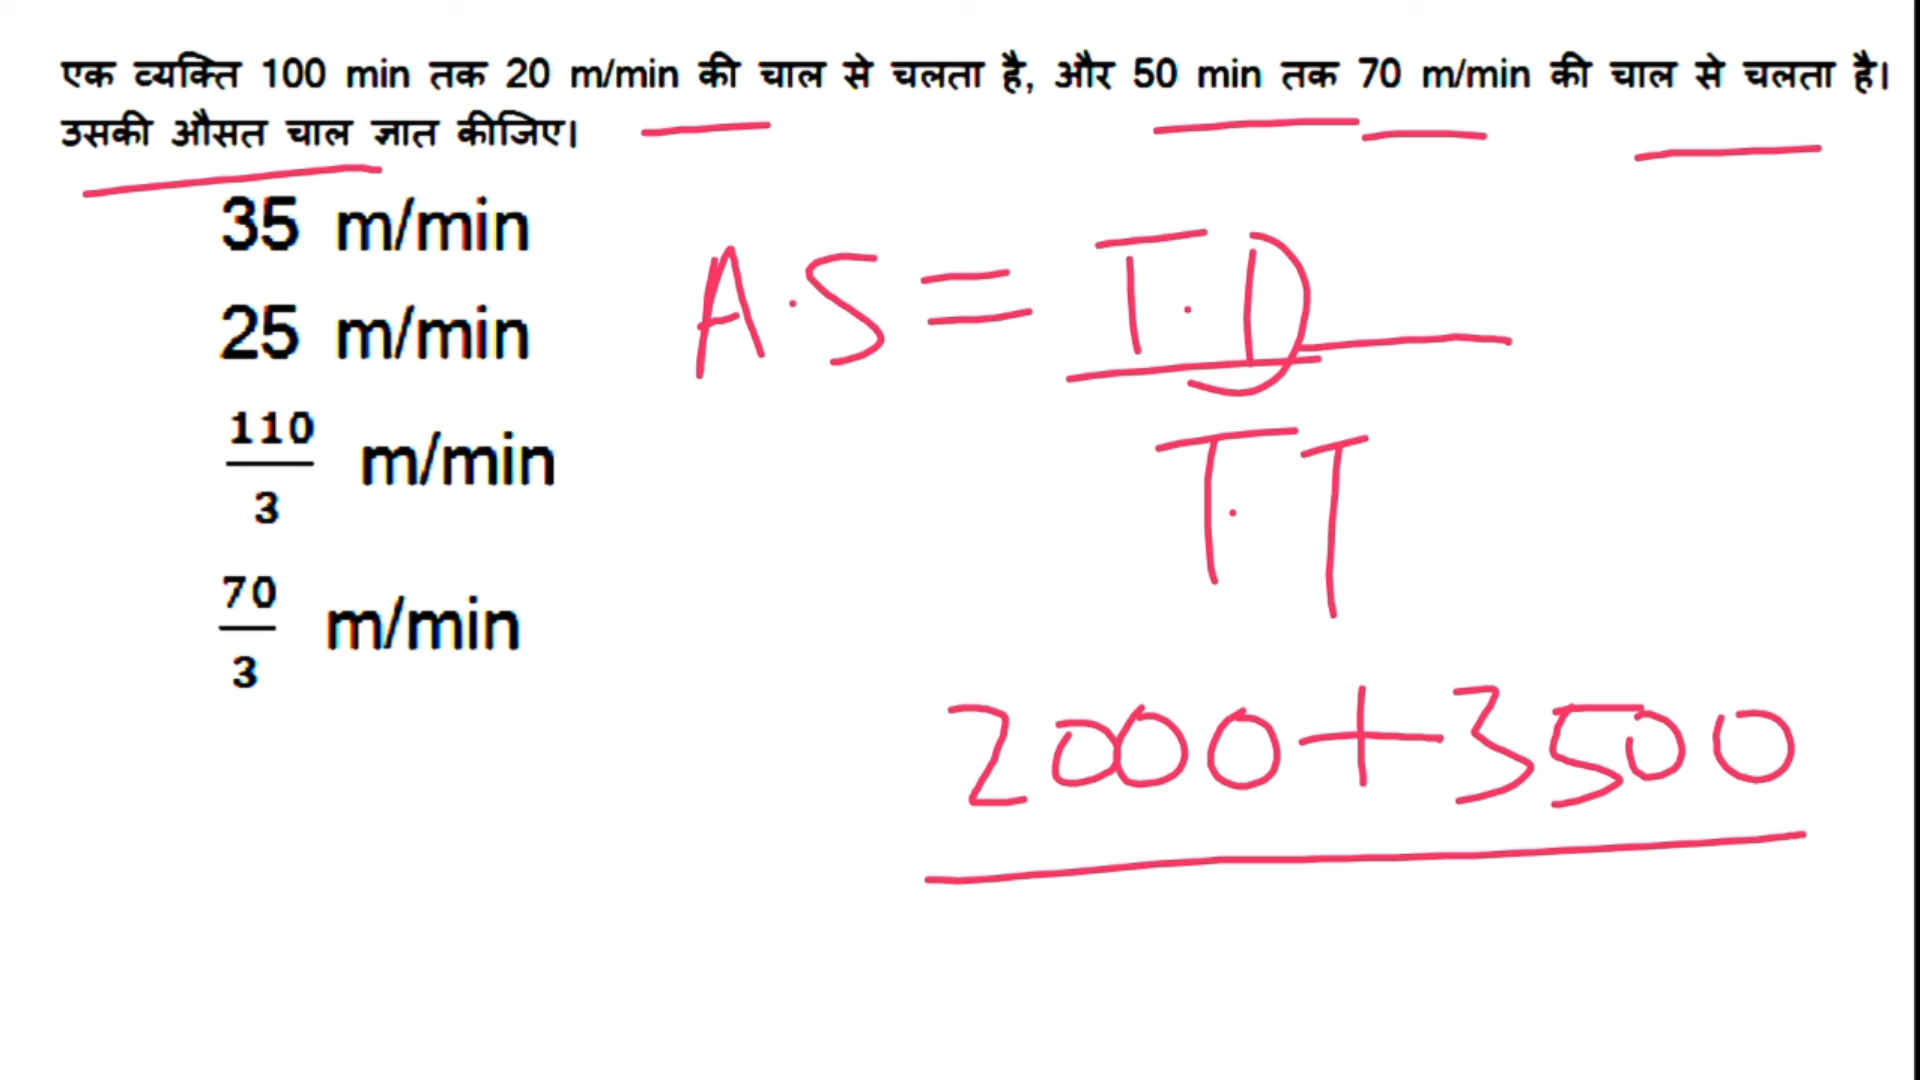 एक व्यक्ति 100 min तक 20 m/min की चाल से चलता है, और 50 min तक 70 m/min की चाल से चलता है।
उसकी औसत चाल ज्ञात कीजिए।
35 m/min
25 m/min
110/3 m/min
70/3 m/min
A.S = T.D
T.T
2000+3500